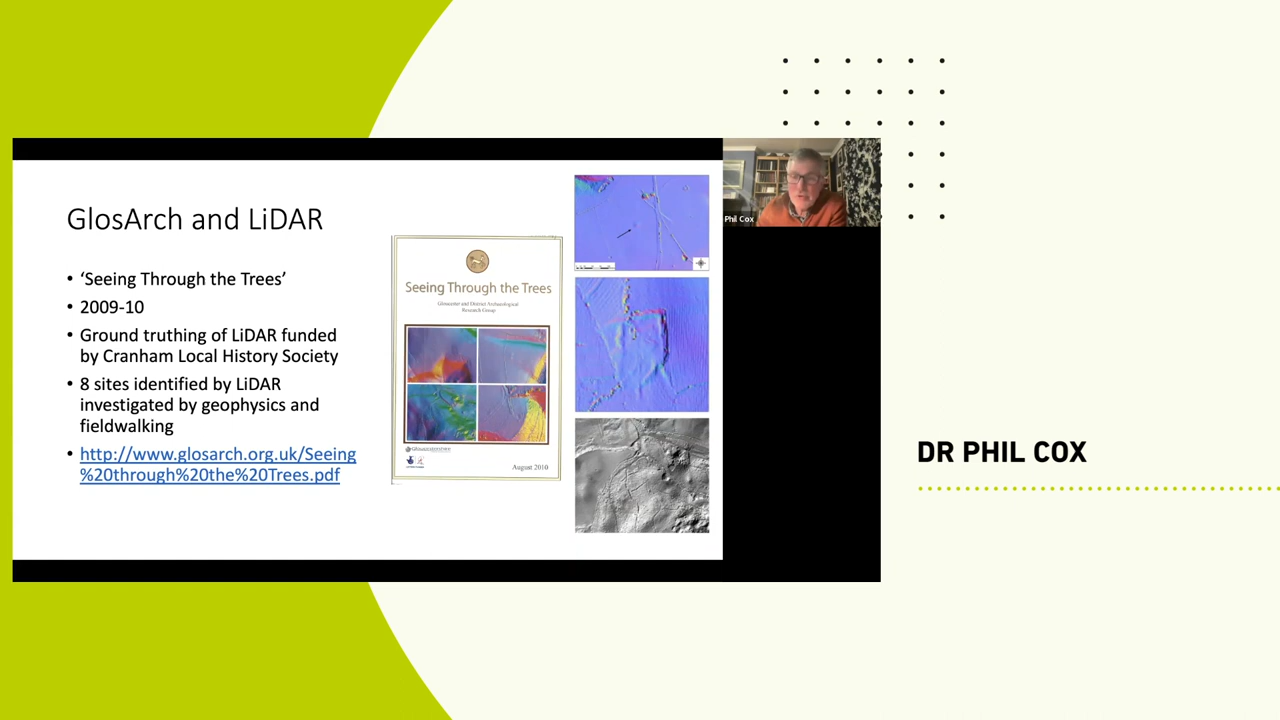 GlosArch and LiDAR
• ‘Seeing Through the Trees’
• 2009-10
• Ground truthing of LiDAR funded
by Cranham Local History Society
• 8 sites identified by LiDAR
investigated by geophysics and
fieldwalking
• http://www.glosarch.org.uk/Seeing
%20through%20the%20Trees.pdf
Seeing Through the Trees
Gloucester and District Archaeological
Research Group
August 2010
Phil Cox
DR PHIL COX